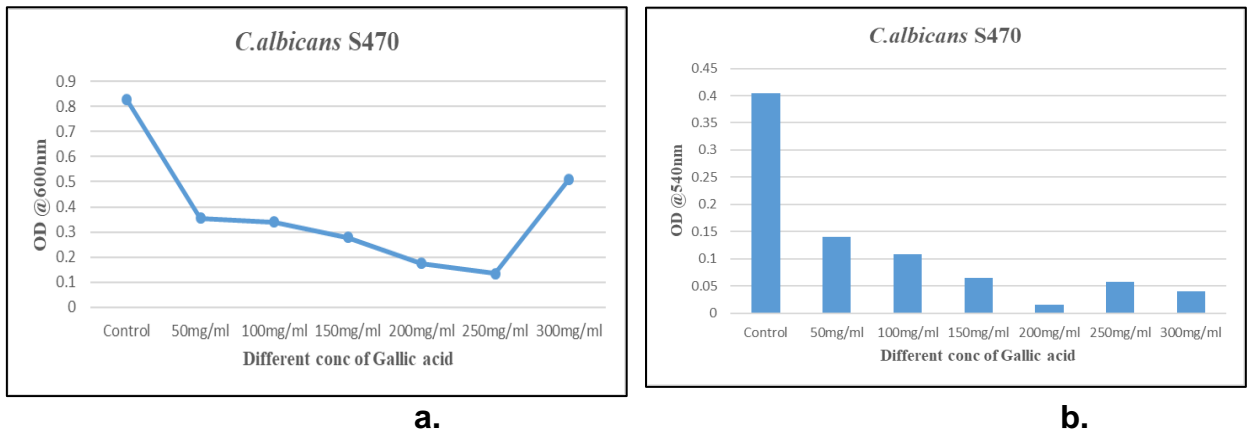 C.albicans S470
OD @600nm
0.9
0.8
0.7
0.6
0.5
0.4
0.3
0.2
0.1
0
Control 50mg/ml 100mg/ml 150mg/ml 200mg/ml 250mg/ml 300mg/ml
Different conc of Gallic acid
a.
C.albicans S470
OD @540nm
0.45
0.4
0.35
0.3
0.25
0.2
0.15
0.1
0.05
0
Control 50mg/ml 100mg/ml 150mg/ml 200mg/ml 250mg/ml 300mg/ml
Different conc of Gallic acid
b.